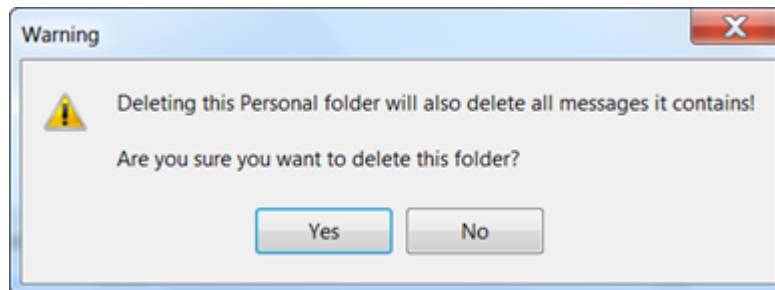 Warning
Deleting this Personal folder will also delete all messages it contains!
Are you sure you want to delete this folder?
Yes
No